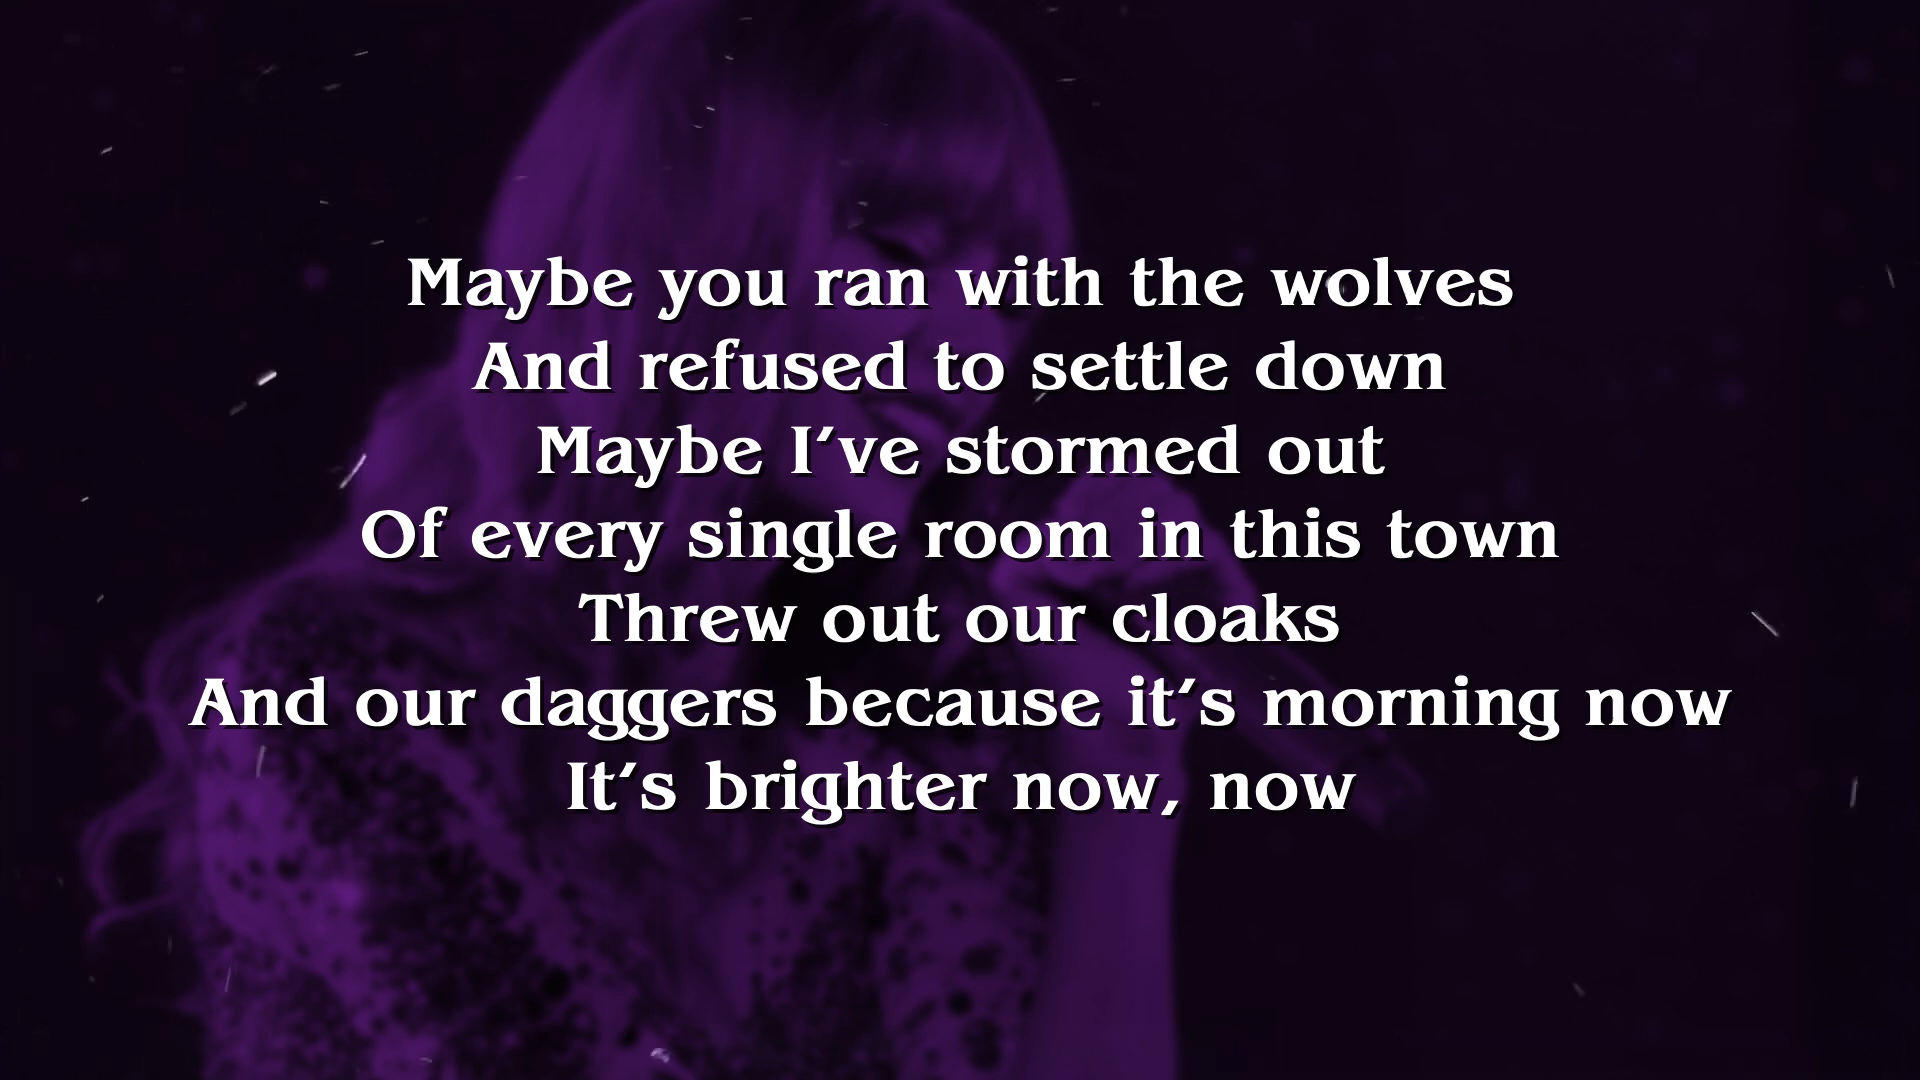 Maybe you ran with the wolves
And refused to settle down
Maybe I've stormed out
Of every single room in this town
Threw out our cloaks
And our daggers because it's morning now
It's brighter now, now